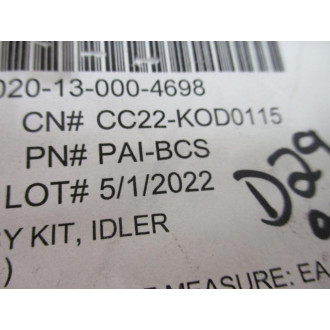 020-13-000-4698
CN# CC22-KOD0115
PN# PAI-BCS
LOT# 5/1/2022
Y KIT, IDLER
)
MEASURE: EA
D29